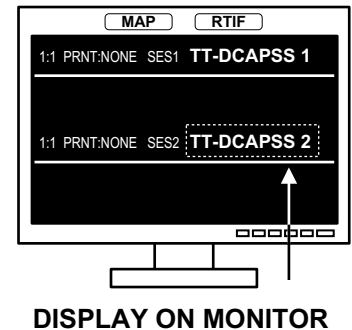 MAP RTIF
1:1 PRNT:NONE SES1 TT-DCAPSS 1
1:1 PRNT:NONE SES2 TT-DCAPSS 2
DISPLAY ON MONITOR